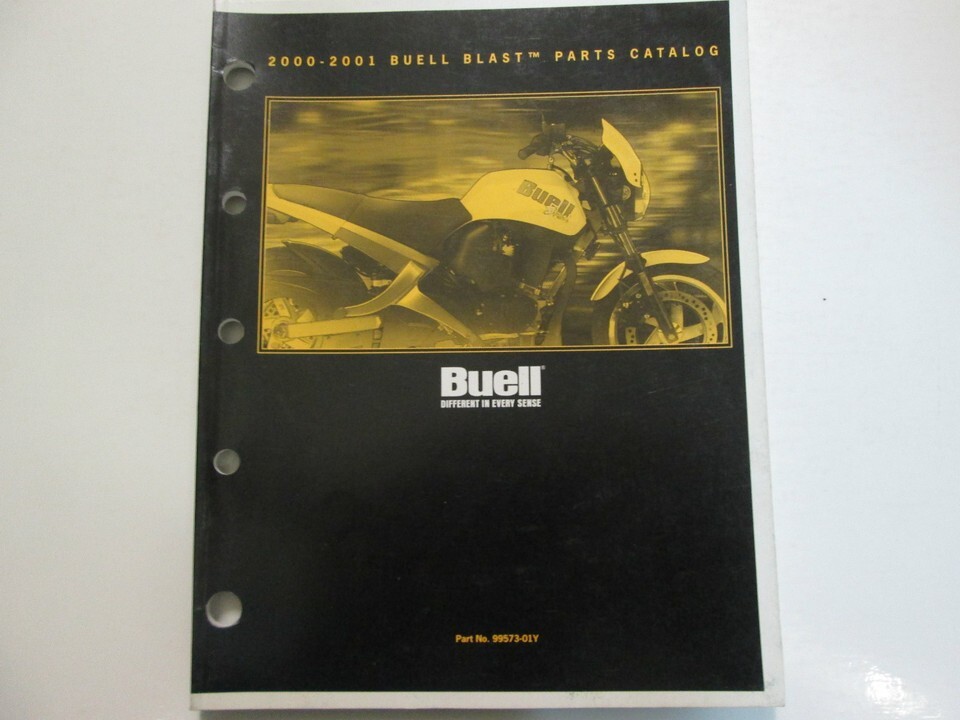 2000-2001 BUELL BLAST™ PARTS CATALOG
Buell
Buell®
DIFFERENT IN EVERY SENSE
Part No. 99573-01Y